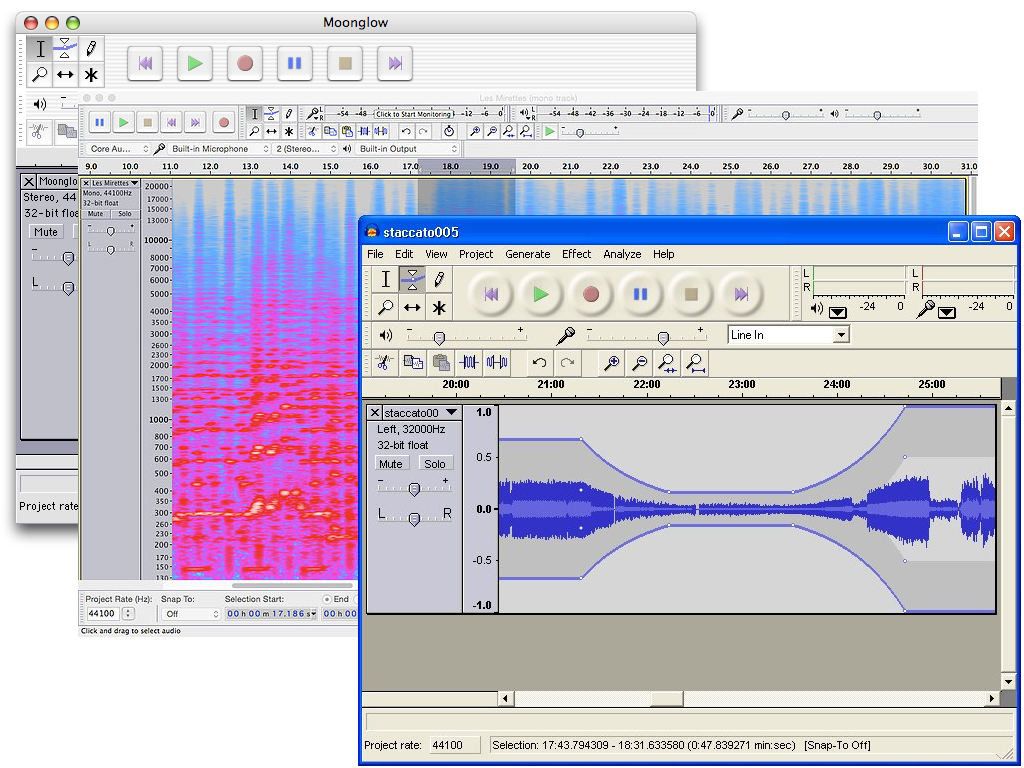 Moonglow
Moonglo
Stereo, 44
32-bit floa
Mute
L
Project rate
Les Mirettes (mono track)
-54 -48 Click to Start Monitoring -12 -6 0
-54 -48 -42 -36 -30 -24 -18 -12 -6 0
Core Au... Built-in Microphone 2 (Stereo... Built-in Output
9.0 10.0 11.0 12.0 13.0 14.0 15.0 16.0 17.0 18.0 19.0 20.0 21.0 22.0 23.0 24.0 25.0 26.0 27.0 28.0 29.0 30.0 31.0
Les Mirettes
Mono, 44100Hz
32-bit float
Mute Solo
L R
20000
17000
15000
13000
10000
8000
7000
6000
5000
4000
3500
3000
2600
2300
2000
1700
1500
1300
1000
800
700
600
500
400
350
300
260
230
200
170
150
130
Project Rate (Hz): Snap To: Selection Start: End
44100 Off 00 h 00 m 17.186 s 00 h 00
Click and drag to select audio
staccato005
File Edit View Project Generate Effect Analyze Help
L
R
-24 0
L
R
-24 0
Line In
20:00 21:00 22:00 23:00 24:00 25:00
staccato00
Left, 32000Hz
32-bit float
Mute Solo
L R
1.0
0.5
0.0
-0.5
-1.0
Project rate: 44100 Selection: 17:43.794309 - 18:31.633580 (0:47.839271 min:sec) [Snap-To Off]